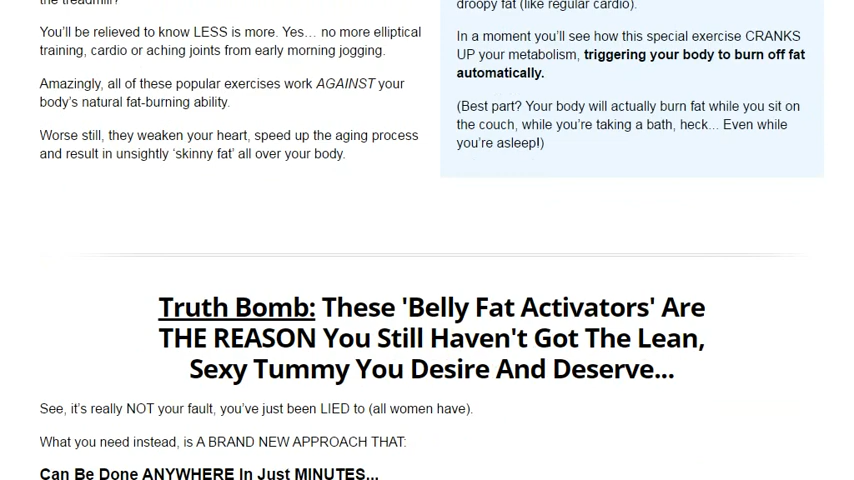 the treadmill?
You'll be relieved to know LESS is more. Yes… no more elliptical
training, cardio or aching joints from early morning jogging.
Amazingly, all of these popular exercises work AGAINST your
body's natural fat-burning ability.
Worse still, they weaken your heart, speed up the aging process
and result in unsightly 'skinny fat' all over your body.
droopy fat (like regular cardio).
In a moment you'll see how this special exercise CRANKS
UP your metabolism, triggering your body to burn off fat
automatically.
(Best part? Your body will actually burn fat while you sit on
the couch, while you're taking a bath, heck... Even while
you're asleep!)
Truth Bomb: These 'Belly Fat Activators' Are
THE REASON You Still Haven't Got The Lean,
Sexy Tummy You Desire And Deserve...
See, it's really NOT your fault, you've just been LIED to (all women have).
What you need instead, is A BRAND NEW APPROACH THAT:
Can Be Done ANYWHERE In Just MINUTES...